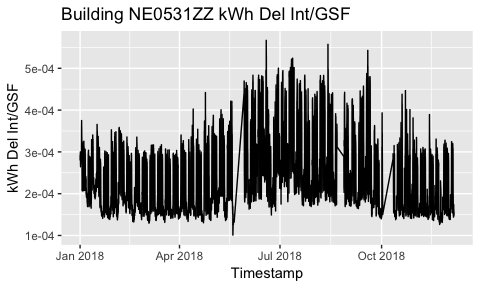 Building NE0531ZZ kWh Del Int/GSF
kWh Del Int/GSF
5e-04
4e-04
3e-04
2e-04
1e-04
Jan 2018 Apr 2018 Jul 2018 Oct 2018
Timestamp